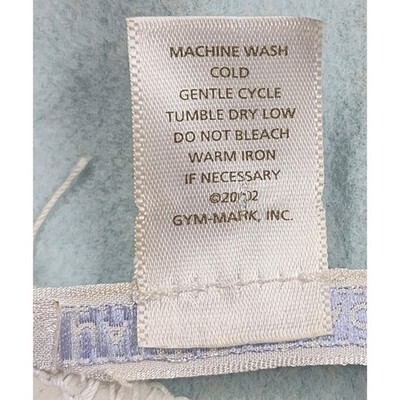 MACHINE WASH
COLD
GENTLE CYCLE
TUMBLE DRY LOW
DO NOT BLEACH
WARM IRON
IF NECESSARY
©2002
GYM-MARK, INC.